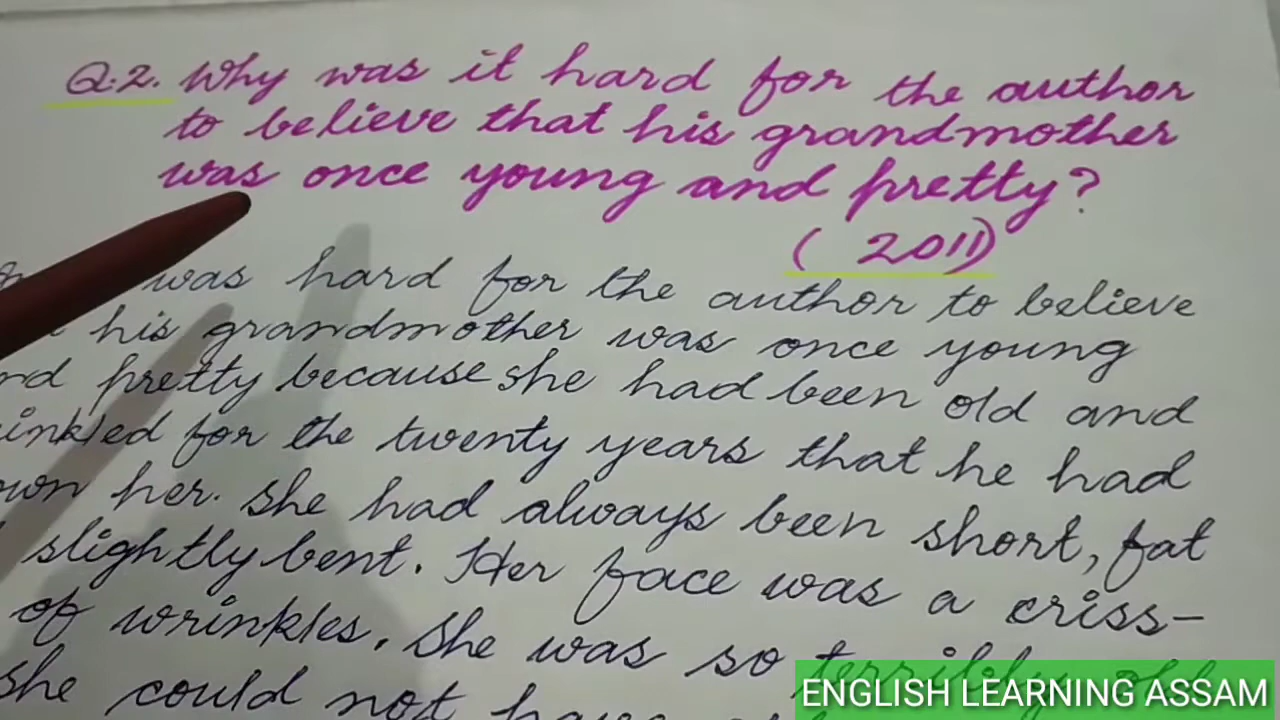 Q.2. Why was it hard for the author
to believe that his grandmother
was once young and pretty?
(2011)
was hard for the author to believe
his grandmother was once young
pretty because she had been old and
for the twenty years that he had
her. She had always been short, fat
slightly bent. Her face was a criss-
of wrinkles. She was so terribly old
she could not have
ENGLISH LEARNING ASSAM